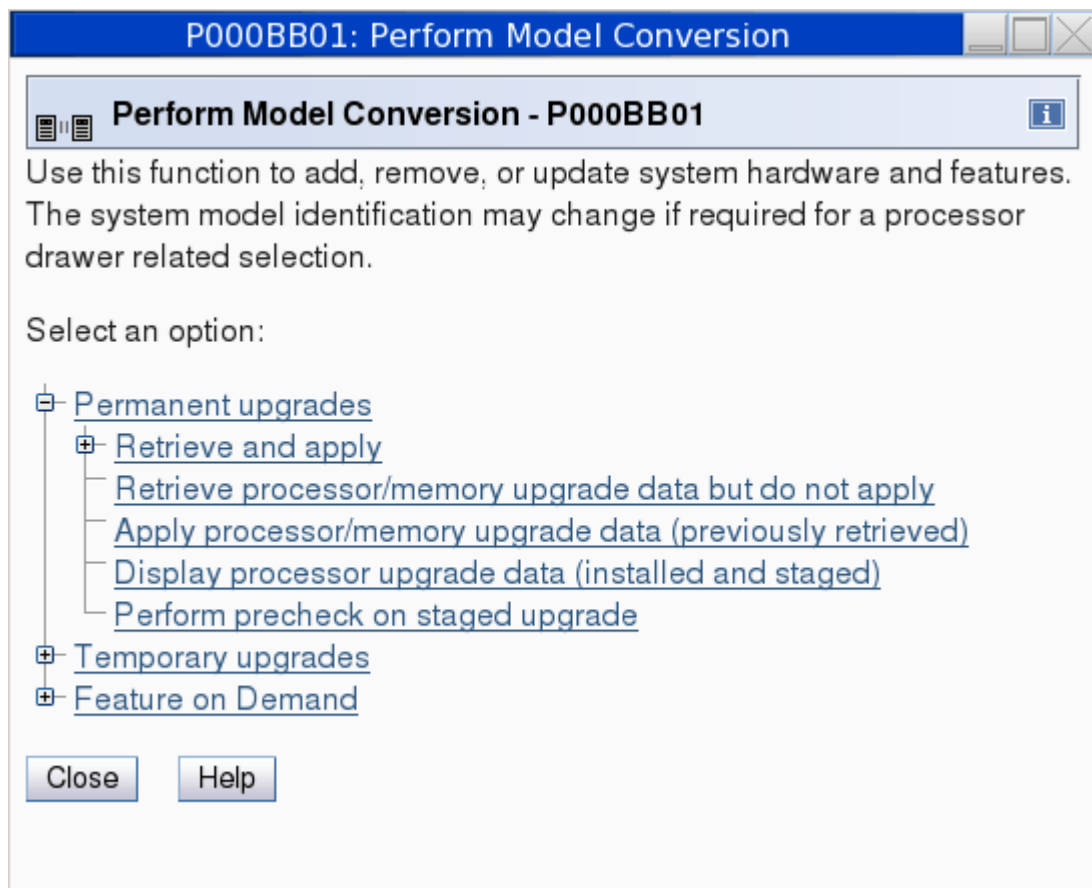 P000BB01: Perform Model Conversion
Perform Model Conversion - P000BB01
Use this function to add, remove, or update system hardware and features.
The system model identification may change if required for a processor
drawer related selection.
Select an option:
Permanent upgrades
Retrieve and apply
Retrieve processor/memory upgrade data but do not apply
Apply processor/memory upgrade data (previously retrieved)
Display processor upgrade data (installed and staged)
Perform precheck on staged upgrade
Temporary upgrades
Feature on Demand
Close Help